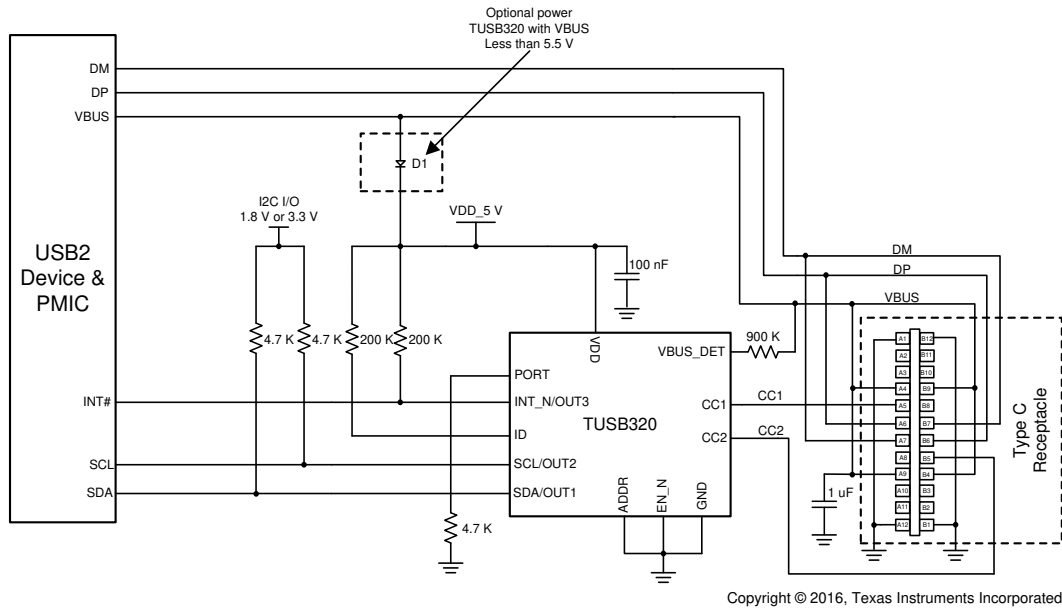 Optional power
TUSB320 with VBUS
Less than 5.5 V
DM
DP
VBUS
D1
I2C I/O
1.8 V or 3.3 V
VDD_5 V
USB2
Device &
PMIC
100 nF
DM
DP
VBUS
4.7 K
4.7 K
200 K
200 K
VDD
VBUS_DET
900 K
PORT
INT#
INT_N/OUT3
CC1
CC1
TUSB320
ID
CC2
CC2
SCL
SCL/OUT2
SDA
SDA/OUT1
ADDR
EN_N
GND
4.7 K
1 uF
A1
B12
A2
B11
A3
B10
A4
B9
A5
B8
A6
B7
A7
B6
A8
B5
A9
B4
A10
B3
A11
B2
A12
B1
Type C
Receptacle
Copyright © 2016, Texas Instruments Incorporated